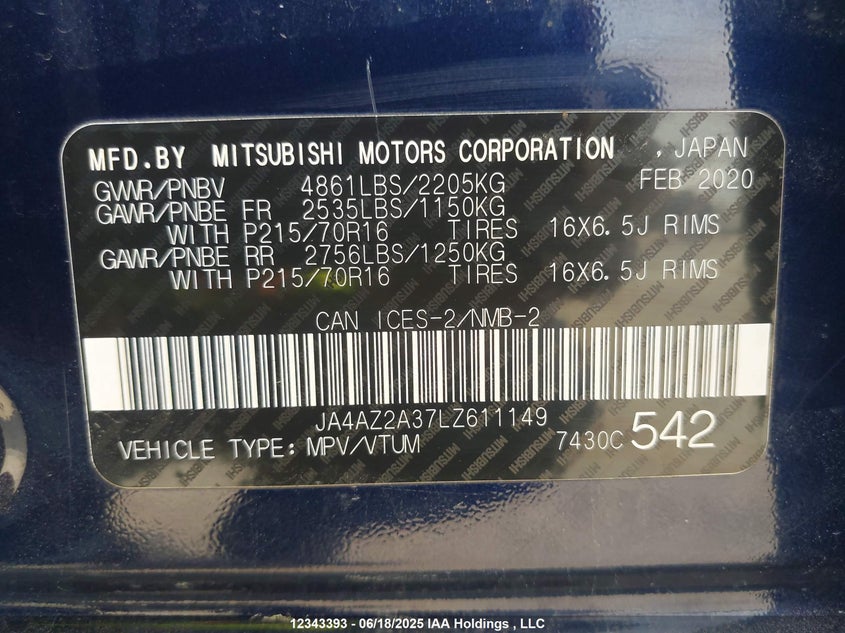 MFD.BY MITSUBISHI MOTORS CORPORATION , JAPAN
GVWR/PNBV 4861LBS/2205KG FEB 2020
GAWR/PNBE FR 2535LBS/1150KG
WITH P215/70R16 TIRES 16X6.5J RIMS
GAWR/PNBE RR 2756LBS/1250KG
WITH P215/70R16 TIRES 16X6.5J RIMS
CAN ICES-2/NMB-2
JA4AZ2A37LZ611149
VEHICLE TYPE: MPV/VTUM 7430C 542
12343393 - 06/18/2025 IAA Holdings , LLC